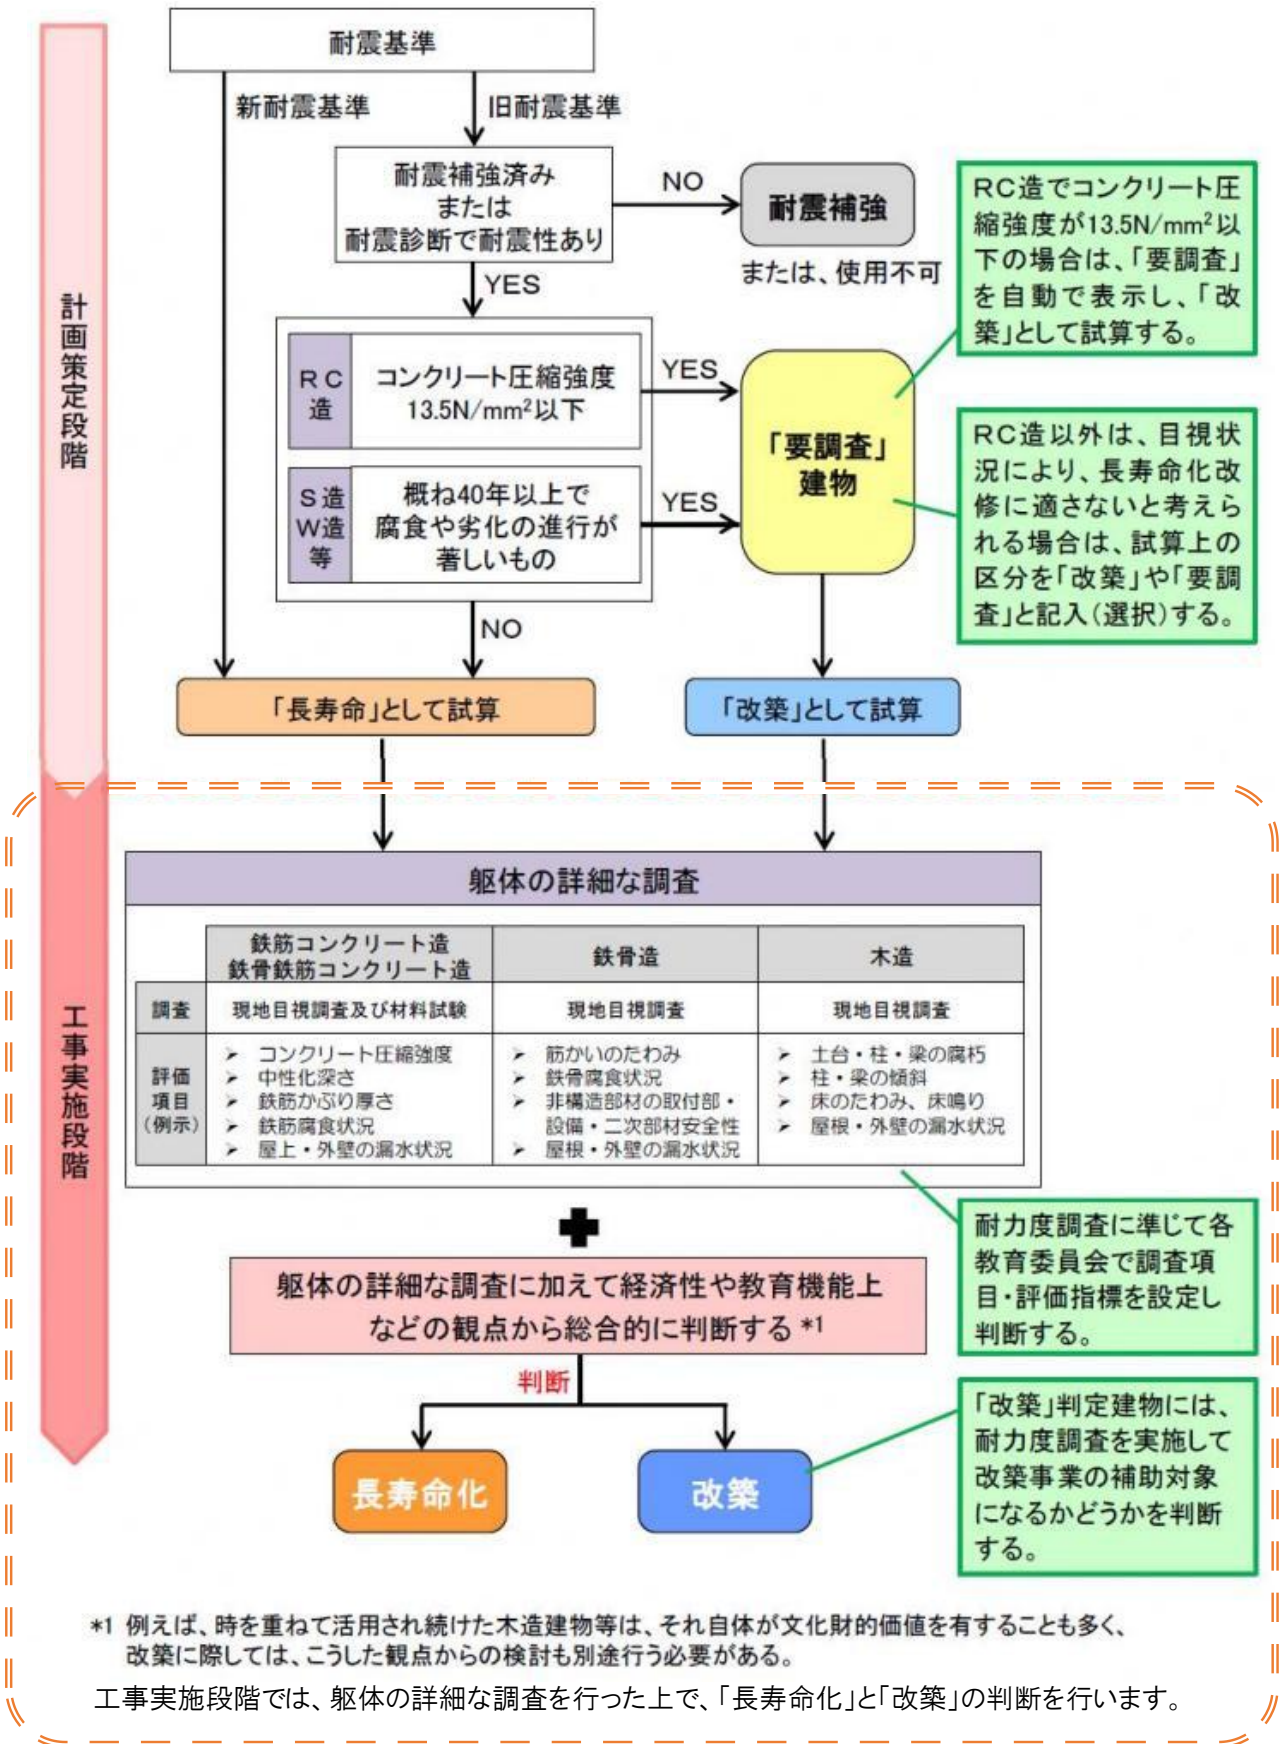 耐震基準
新耐震基準
旧耐震基準
耐震補強済み
または
耐震診断で耐震性あり
NO
耐震補強
または、使用不可
YES
RC造でコンクリート圧
縮強度が13.5N/mm²以
下の場合は、「要調査」
を自動で表示し、「改
築」として試算する。
計画策定段階
RC
造
コンクリート圧縮強度
13.5N/mm²以下
YES
S造
W造
等
概ね40年以上で
腐食や劣化の進行が
著しいもの
YES
「要調査」
建物
RC造以外は、目視状
況により、長寿命化改
修に適さないと考えら
れる場合は、試算上の
区分を「改築」や「要調
査」と記入(選択)する。
NO
「長寿命」として試算
「改築」として試算
工事実施段階
躯体の詳細な調査
鉄筋コンクリート造
鉄骨鉄筋コンクリート造
鉄骨造
木造
調査
現地目視調査及び材料試験
現地目視調査
現地目視調査
評価
項目
(例示)
➢ コンクリート圧縮強度
➢ 中性化深さ
➢ 鉄筋かぶり厚さ
➢ 鉄筋腐食状況
➢ 屋上・外壁の漏水状況
➢ 筋かいのたわみ
➢ 鉄骨腐食状況
➢ 非構造部材の取付部・
設備・二次部材安全性
➢ 屋根・外壁の漏水状況
➢ 土台・柱・梁の腐朽
➢ 柱・梁の傾斜
➢ 床のたわみ、床鳴り
➢ 屋根・外壁の漏水状況
耐力度調査に準じて各
教育委員会で調査項
目・評価指標を設定し
判断する。
躯体の詳細な調査に加えて経済性や教育機能上
などの観点から総合的に判断する *1
判断
長寿命化
改築
「改築」判定建物には、
耐力度調査を実施して
改築事業の補助対象
になるかどうかを判断
する。
*1 例えば、時を重ねて活用され続けた木造建物等は、それ自体が文化財的価値を有することも多く、
改築に際しては、こうした観点からの検討も別途行う必要がある。
工事実施段階では、躯体の詳細な調査を行った上で、「長寿命化」と「改築」の判断を行います。